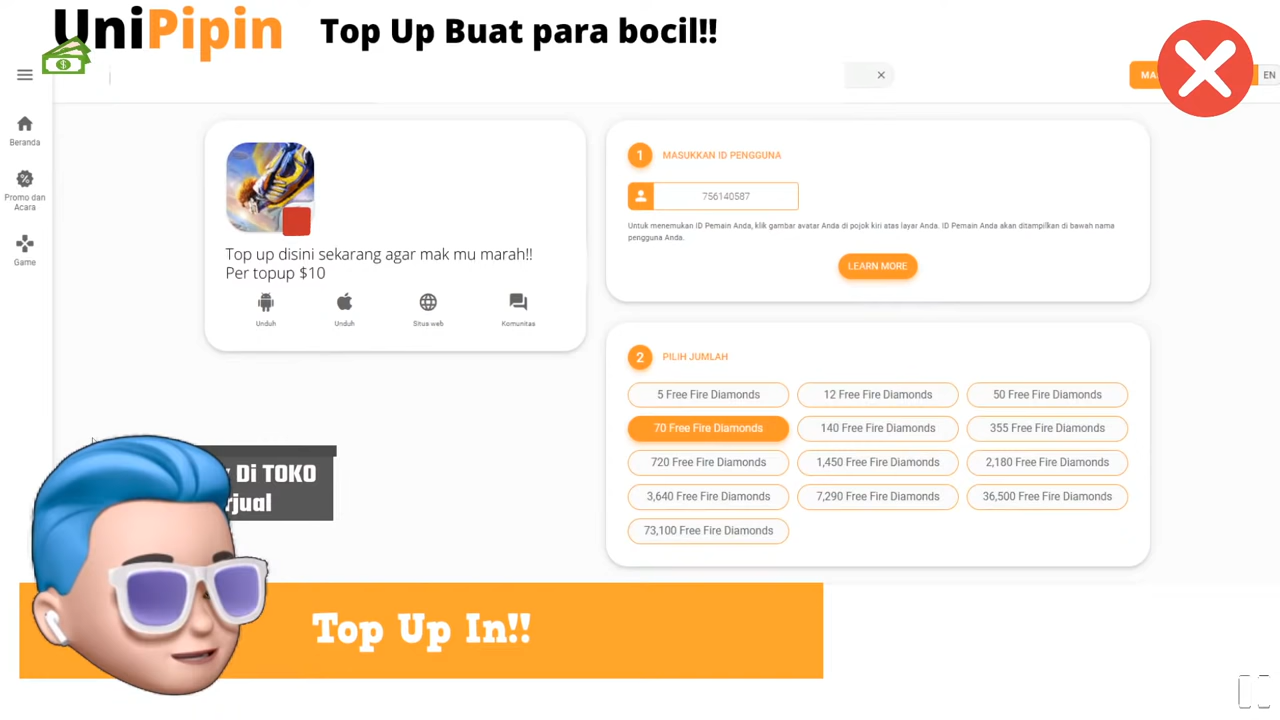 UniPipin
Top Up Buat para bocil!!
EN
Beranda
Promo dan
Acara
Game
Top up disini sekarang agar mak mu marah!!
Per topup $10
Unduh
Unduh
Situs web
Komunitas
1 MASUKKAN ID PENGGUNA
756140587
Untuk menemukan ID Pemain Anda, klik gambar avatar Anda di pojok kiri atas layar Anda. ID Pemain Anda akan ditampilkan di bawah nama
pengguna Anda.
LEARN MORE
2 PILIH JUMLAH
5 Free Fire Diamonds
12 Free Fire Diamonds
50 Free Fire Diamonds
70 Free Fire Diamonds
140 Free Fire Diamonds
355 Free Fire Diamonds
720 Free Fire Diamonds
1,450 Free Fire Diamonds
2,180 Free Fire Diamonds
3,640 Free Fire Diamonds
7,290 Free Fire Diamonds
36,500 Free Fire Diamonds
73,100 Free Fire Diamonds
Di TOKO
Top Up In!!